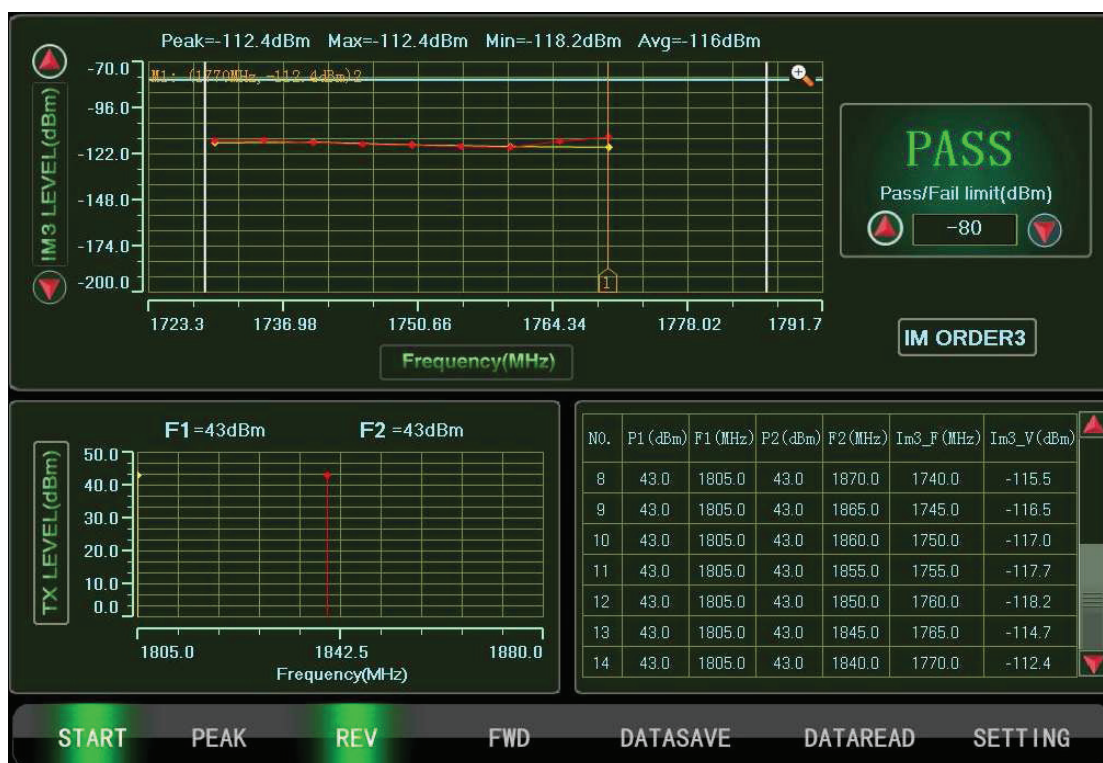 Peak=-112.4dBm Max=-112.4dBm Min=-118.2dBm Avg=-116dBm
M1: (1770MHz,-112.4dBm)2
IM3 LEVEL(dBm)
-70.0
-96.0
-122.0
-148.0
-174.0
-200.0
1
1723.3 1736.98 1750.66 1764.34 1778.02 1791.7
Frequency(MHz)
PASS
Pass/Fail limit(dBm)
-80
IM ORDER3
F1=43dBm F2 =43dBm
TX LEVEL(dBm)
50.0
40.0
30.0
20.0
10.0
0.0
1805.0 1842.5 1880.0
Frequency(MHz)
NO. P1(dBm) F1(MHz) P2(dBm) F2(MHz) Im3_F(MHz) Im3_V(dBm)
8 43.0 1805.0 43.0 1870.0 1740.0 -115.5
9 43.0 1805.0 43.0 1865.0 1745.0 -116.5
10 43.0 1805.0 43.0 1860.0 1750.0 -117.0
11 43.0 1805.0 43.0 1855.0 1755.0 -117.7
12 43.0 1805.0 43.0 1850.0 1760.0 -118.2
13 43.0 1805.0 43.0 1845.0 1765.0 -114.7
14 43.0 1805.0 43.0 1840.0 1770.0 -112.4
START PEAK REV FWD DATASAVE DATAREAD SETTING